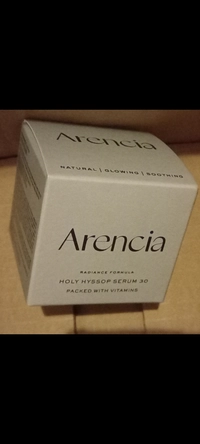 Arencia
NATURAL | GLOWING | SOOTHING
Arencia
RADIANCE FORMULA
HOLY HYSSOP SERUM 30
PACKED WITH VITAMINS